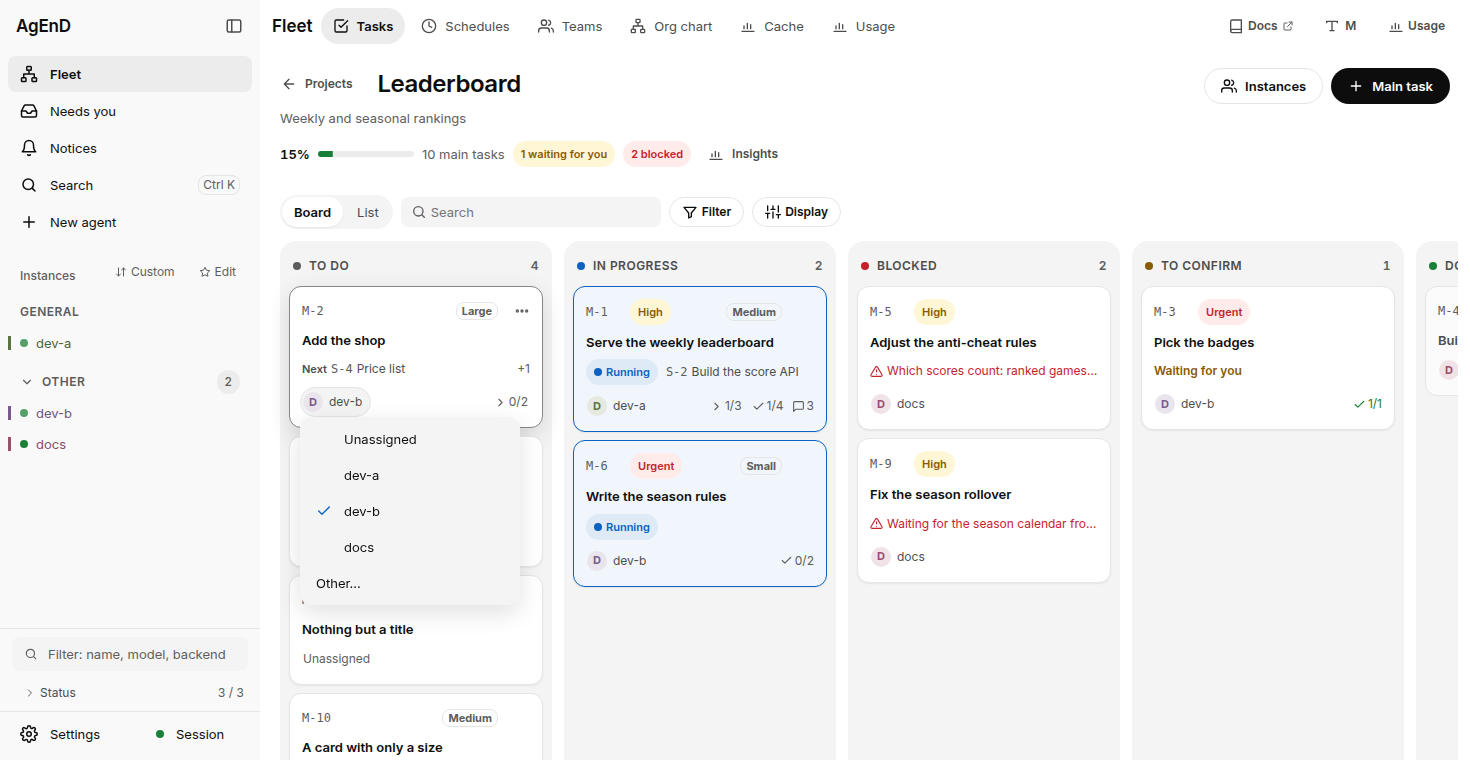 AgEnD
Fleet
Needs you
Notices
Search Ctrl K
New agent
Instances Custom Edit
GENERAL
dev-a
OTHER 2
dev-b
docs
Filter: name, model, backend
Status 3 / 3
Settings Session
Fleet Tasks Schedules Teams Org chart Cache Usage Docs M Usage
Projects Leaderboard Instances Main task
Weekly and seasonal rankings
15% 10 main tasks 1 waiting for you 2 blocked Insights
Board List Search Filter Display
TO DO 4
M-2 Large
Add the shop
Next S-4 Price list +1
D dev-b 0/2
Unassigned
dev-a
dev-b
docs
Other...
Nothing but a title
Unassigned
M-10 Medium
A card with only a size
IN PROGRESS 2
M-1 High Medium
Serve the weekly leaderboard
Running S-2 Build the score API
D dev-a 1/3 1/4 3
M-6 Urgent Small
Write the season rules
Running
D dev-b 0/2
BLOCKED 2
M-5 High
Adjust the anti-cheat rules
Which scores count: ranked games...
D docs
M-9 High
Fix the season rollover
Waiting for the season calendar fro...
D docs
TO CONFIRM 1
M-3 Urgent
Pick the badges
Waiting for you
D dev-b 1/1
M-4
D